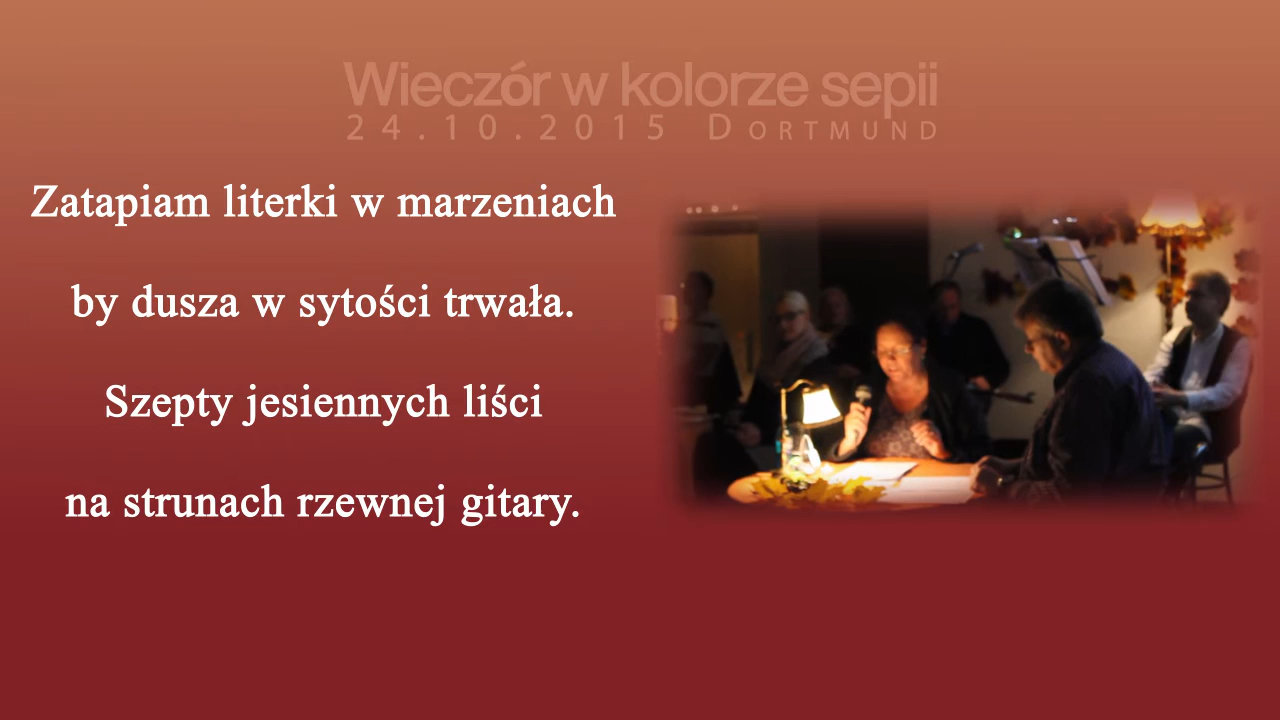 Wieczór w kolorze sepii
24.10.2015 Dortmund
Zatapiam literki w marzeniach
by dusza w sytości trwała.
Szepty jesiennych liści
na strunach rzewnej gitary.